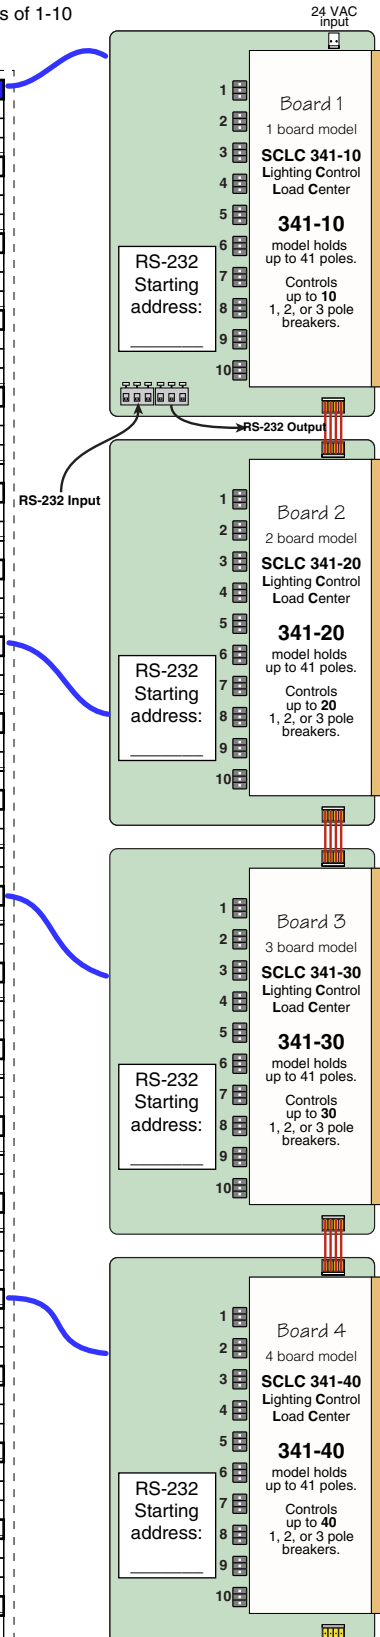 s of 1-10
24 VAC
input
1
2
3
4
5
6
7
8
9
10
Board 1
1 board model
SCLC 341-10
Lighting Control
Load Center
341-10
model holds
up to 41 poles.
Controls
up to 10
1, 2, or 3 pole
breakers.
RS-232
Starting
address:
_______
RS-232 Output
RS-232 Input
1
2
3
4
5
6
7
8
9
10
Board 2
2 board model
SCLC 341-20
Lighting Control
Load Center
341-20
model holds
up to 41 poles.
Controls
up to 20
1, 2, or 3 pole
breakers.
RS-232
Starting
address:
_______
1
2
3
4
5
6
7
8
9
10
Board 3
3 board model
SCLC 341-30
Lighting Control
Load Center
341-30
model holds
up to 41 poles.
Controls
up to 30
1, 2, or 3 pole
breakers.
RS-232
Starting
address:
_______
1
2
3
4
5
6
7
8
9
10
Board 4
4 board model
SCLC 341-40
Lighting Control
Load Center
341-40
model holds
up to 41 poles.
Controls
up to 40
1, 2, or 3 pole
breakers.
RS-232
Starting
address:
_______